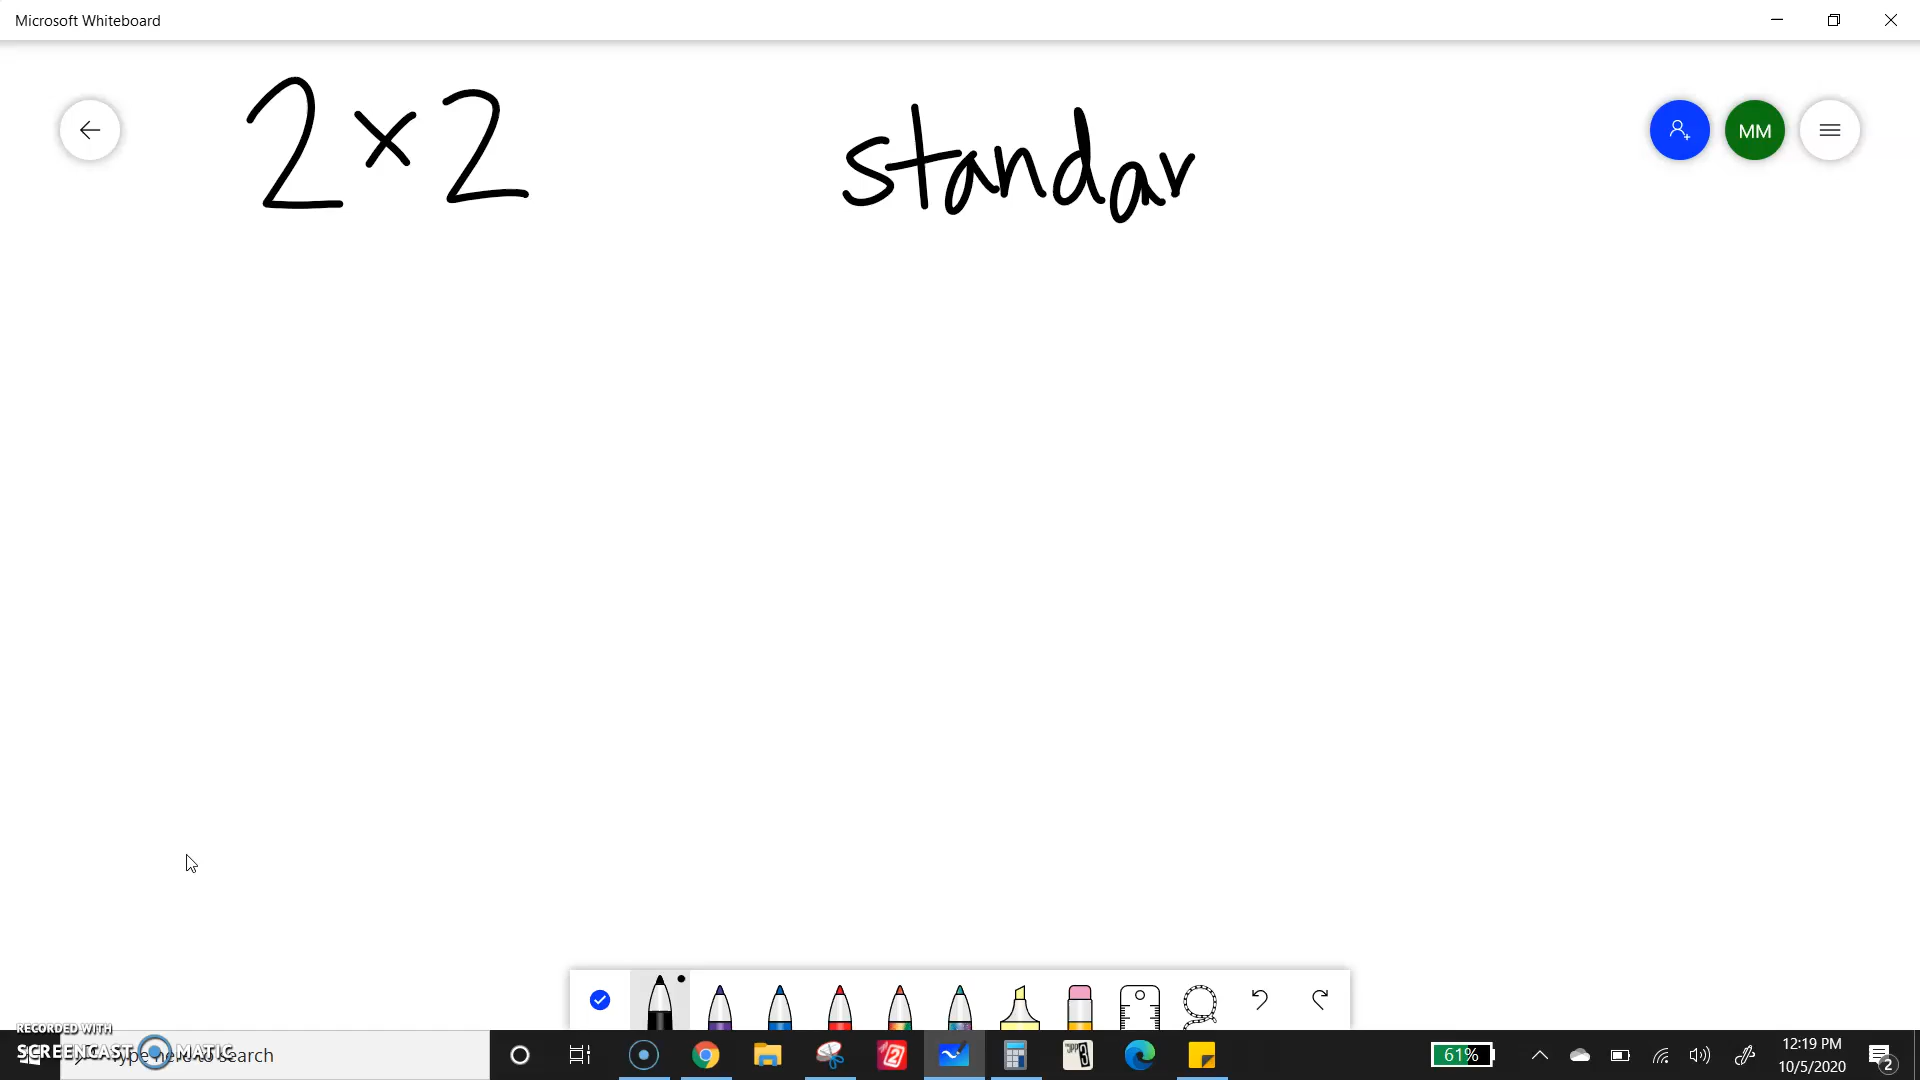 Microsoft Whiteboard
2 × 2 standar
MM
RECORDED WITH
SCREENCAST MATIC
Type here to search
61%
12:19 PM
10/5/2020
2